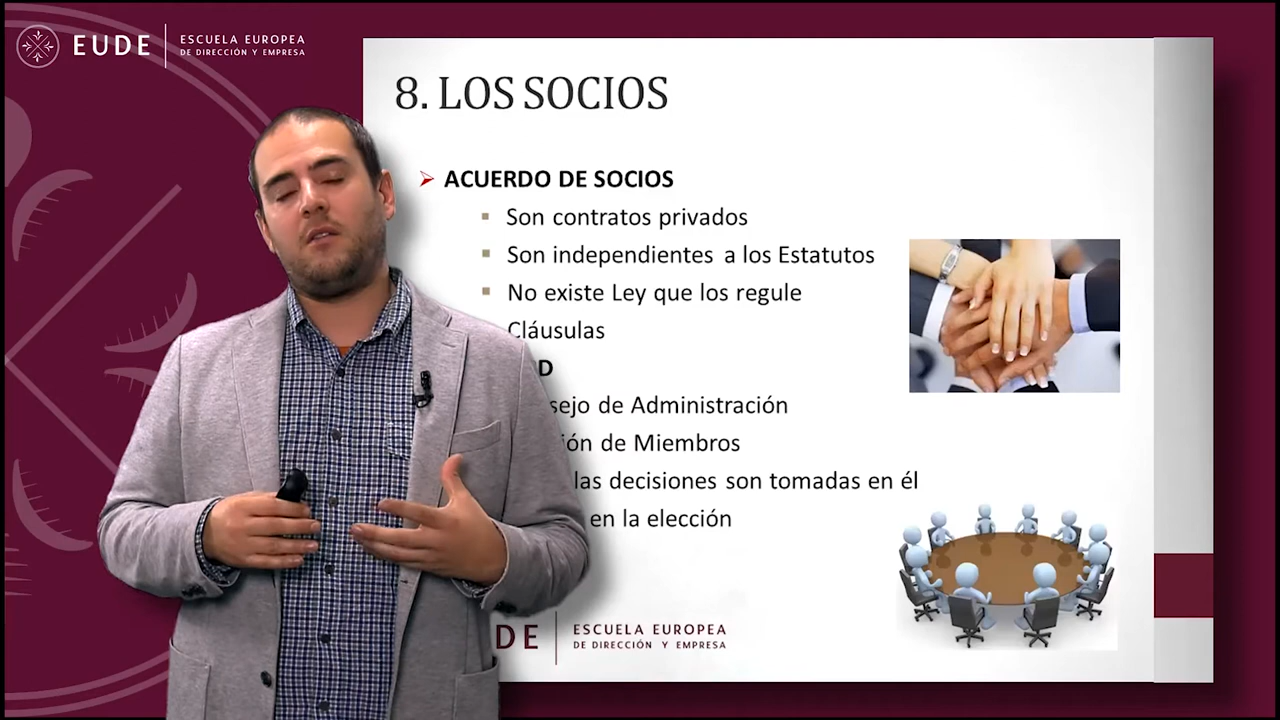 EUDE
ESCUELA EUROPEA
DE DIRECCIÓN Y EMPRESA
8. LOS SOCIOS
ACUERDO DE SOCIOS
Son contratos privados
Son independientes a los Estatutos
No existe Ley que los regule
Cláusulas
D
sejo de Administración
ión de Miembros
las decisiones son tomadas en él
en la elección
DE
ESCUELA EUROPEA
DE DIRECCIÓN Y EMPRESA